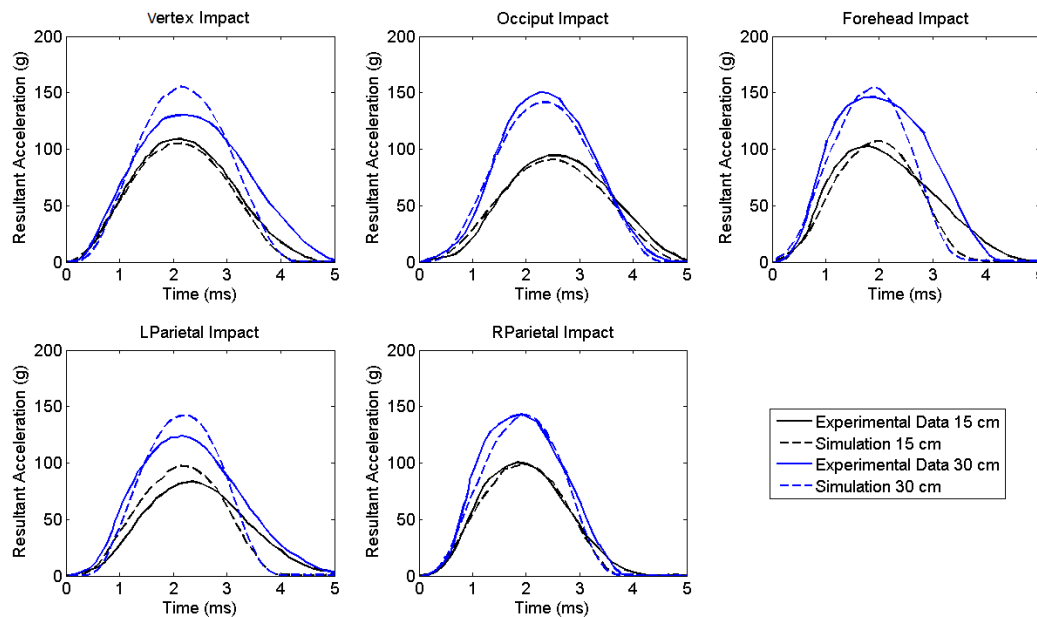 Vertex Impact
Occiput Impact
Forehead Impact
Resultant Acceleration (g)
200
150
100
50
0
0 1 2 3 4 5
Time (ms)
Resultant Acceleration (g)
200
150
100
50
0
0 1 2 3 4 5
Time (ms)
Resultant Acceleration (g)
200
150
100
50
0
0 1 2 3 4 5
Time (ms)
LParietal Impact
RParietal Impact
Resultant Acceleration (g)
200
150
100
50
0
0 1 2 3 4 5
Time (ms)
Resultant Acceleration (g)
200
150
100
50
0
0 1 2 3 4 5
Time (ms)
Experimental Data 15 cm
Simulation 15 cm
Experimental Data 30 cm
Simulation 30 cm